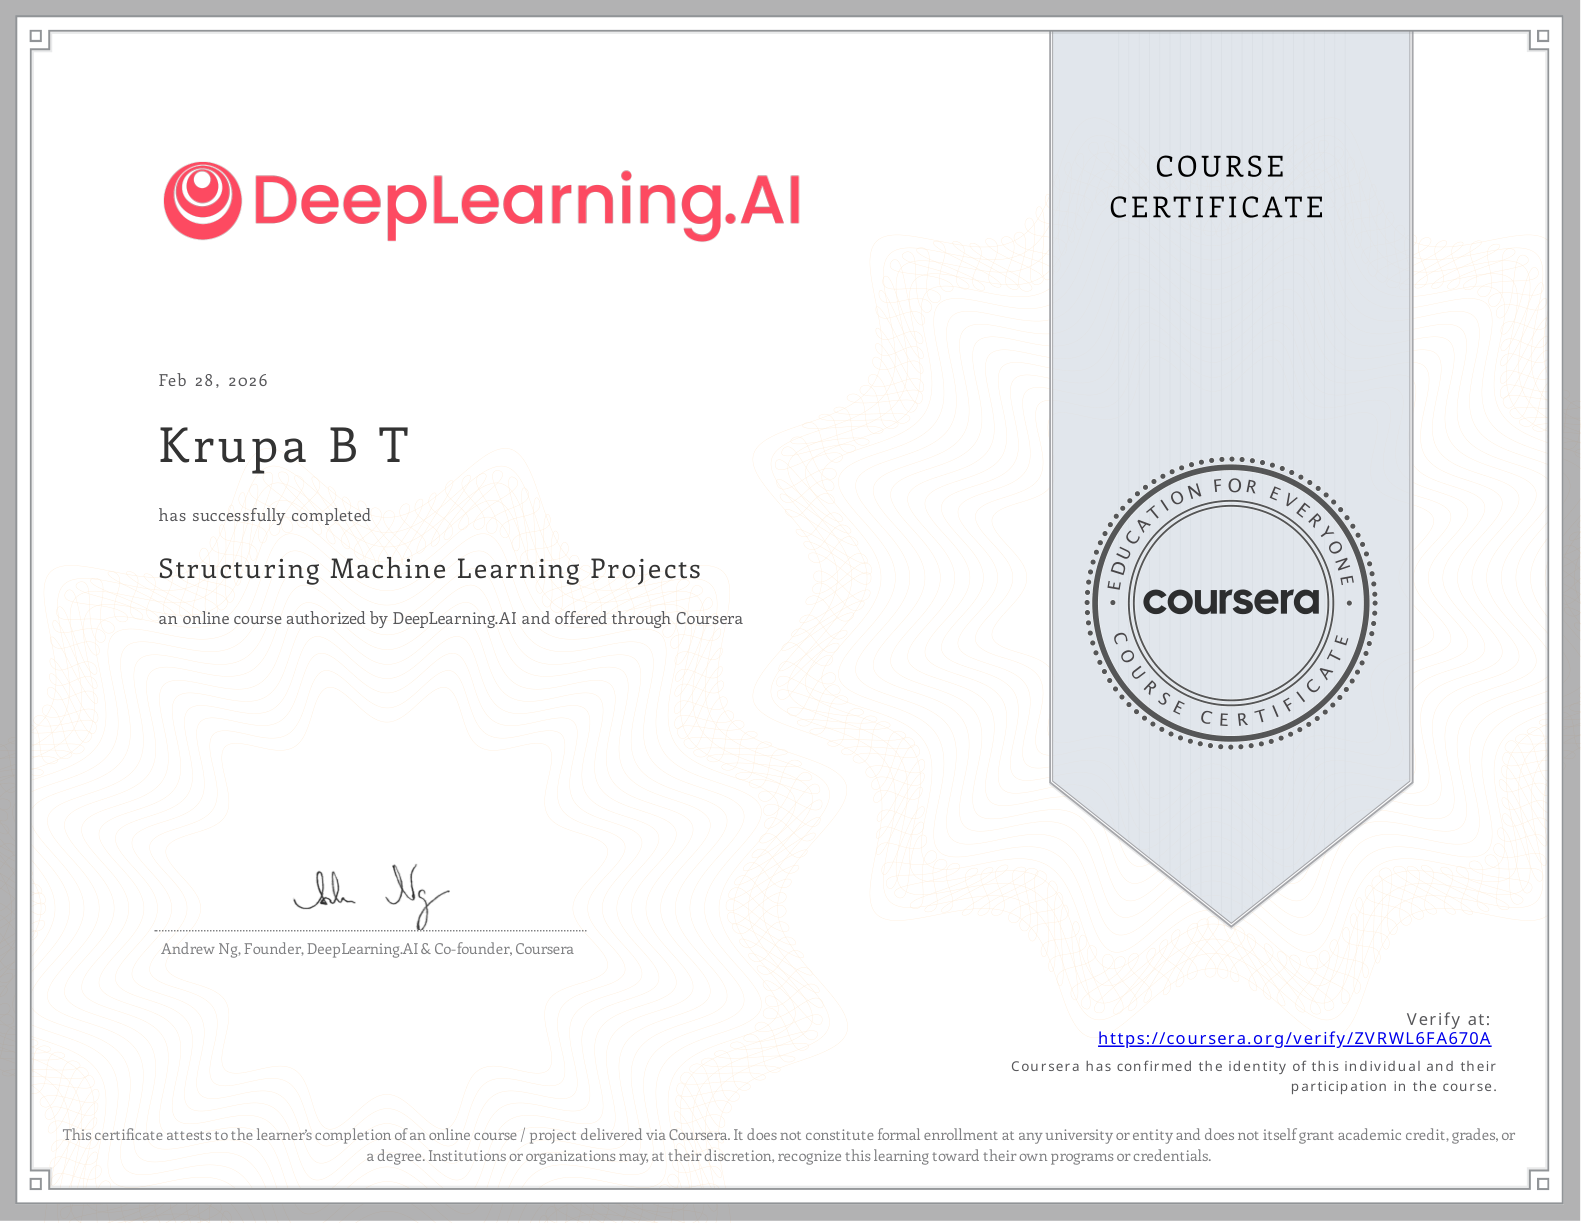 DeepLearning.AI
COURSE
CERTIFICATE
Feb 28, 2026
Krupa B T
has successfully completed
Structuring Machine Learning Projects
an online course authorized by DeepLearning.AI and offered through Coursera
EDUCATION FOR EVERYONE
coursera
COURSE CERTIFICATE
Andrew Ng, Founder, DeepLearning.AI & Co-founder, Coursera
Verify at:
https://coursera.org/verify/ZVRWL6FA670A
Coursera has confirmed the identity of this individual and their
participation in the course.
This certificate attests to the learner's completion of an online course / project delivered via Coursera. It does not constitute formal enrollment at any university or entity and does not itself grant academic credit, grades, or
a degree. Institutions or organizations may, at their discretion, recognize this learning toward their own programs or credentials.